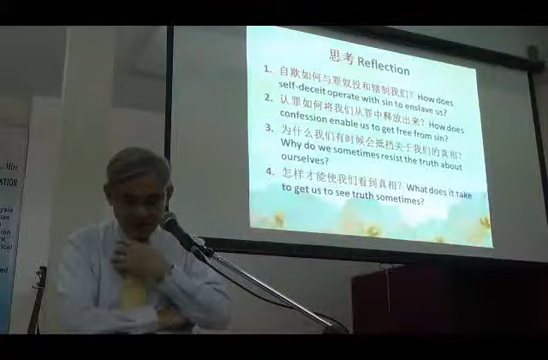 思考 Reflection
1. 自欺如何与罪奴役和辖制我们? How does
self-deceit operate with sin to enslave us?
2. 认罪如何将我们从罪中释放出来? How does
confession enable us to get free from sin?
3. 为什么我们有时候会抵挡关于我们的真相?
Why do we sometimes resist the truth about
ourselves?
4. 怎样才能使我们看到真相? What does it take
to get us to see truth sometimes?